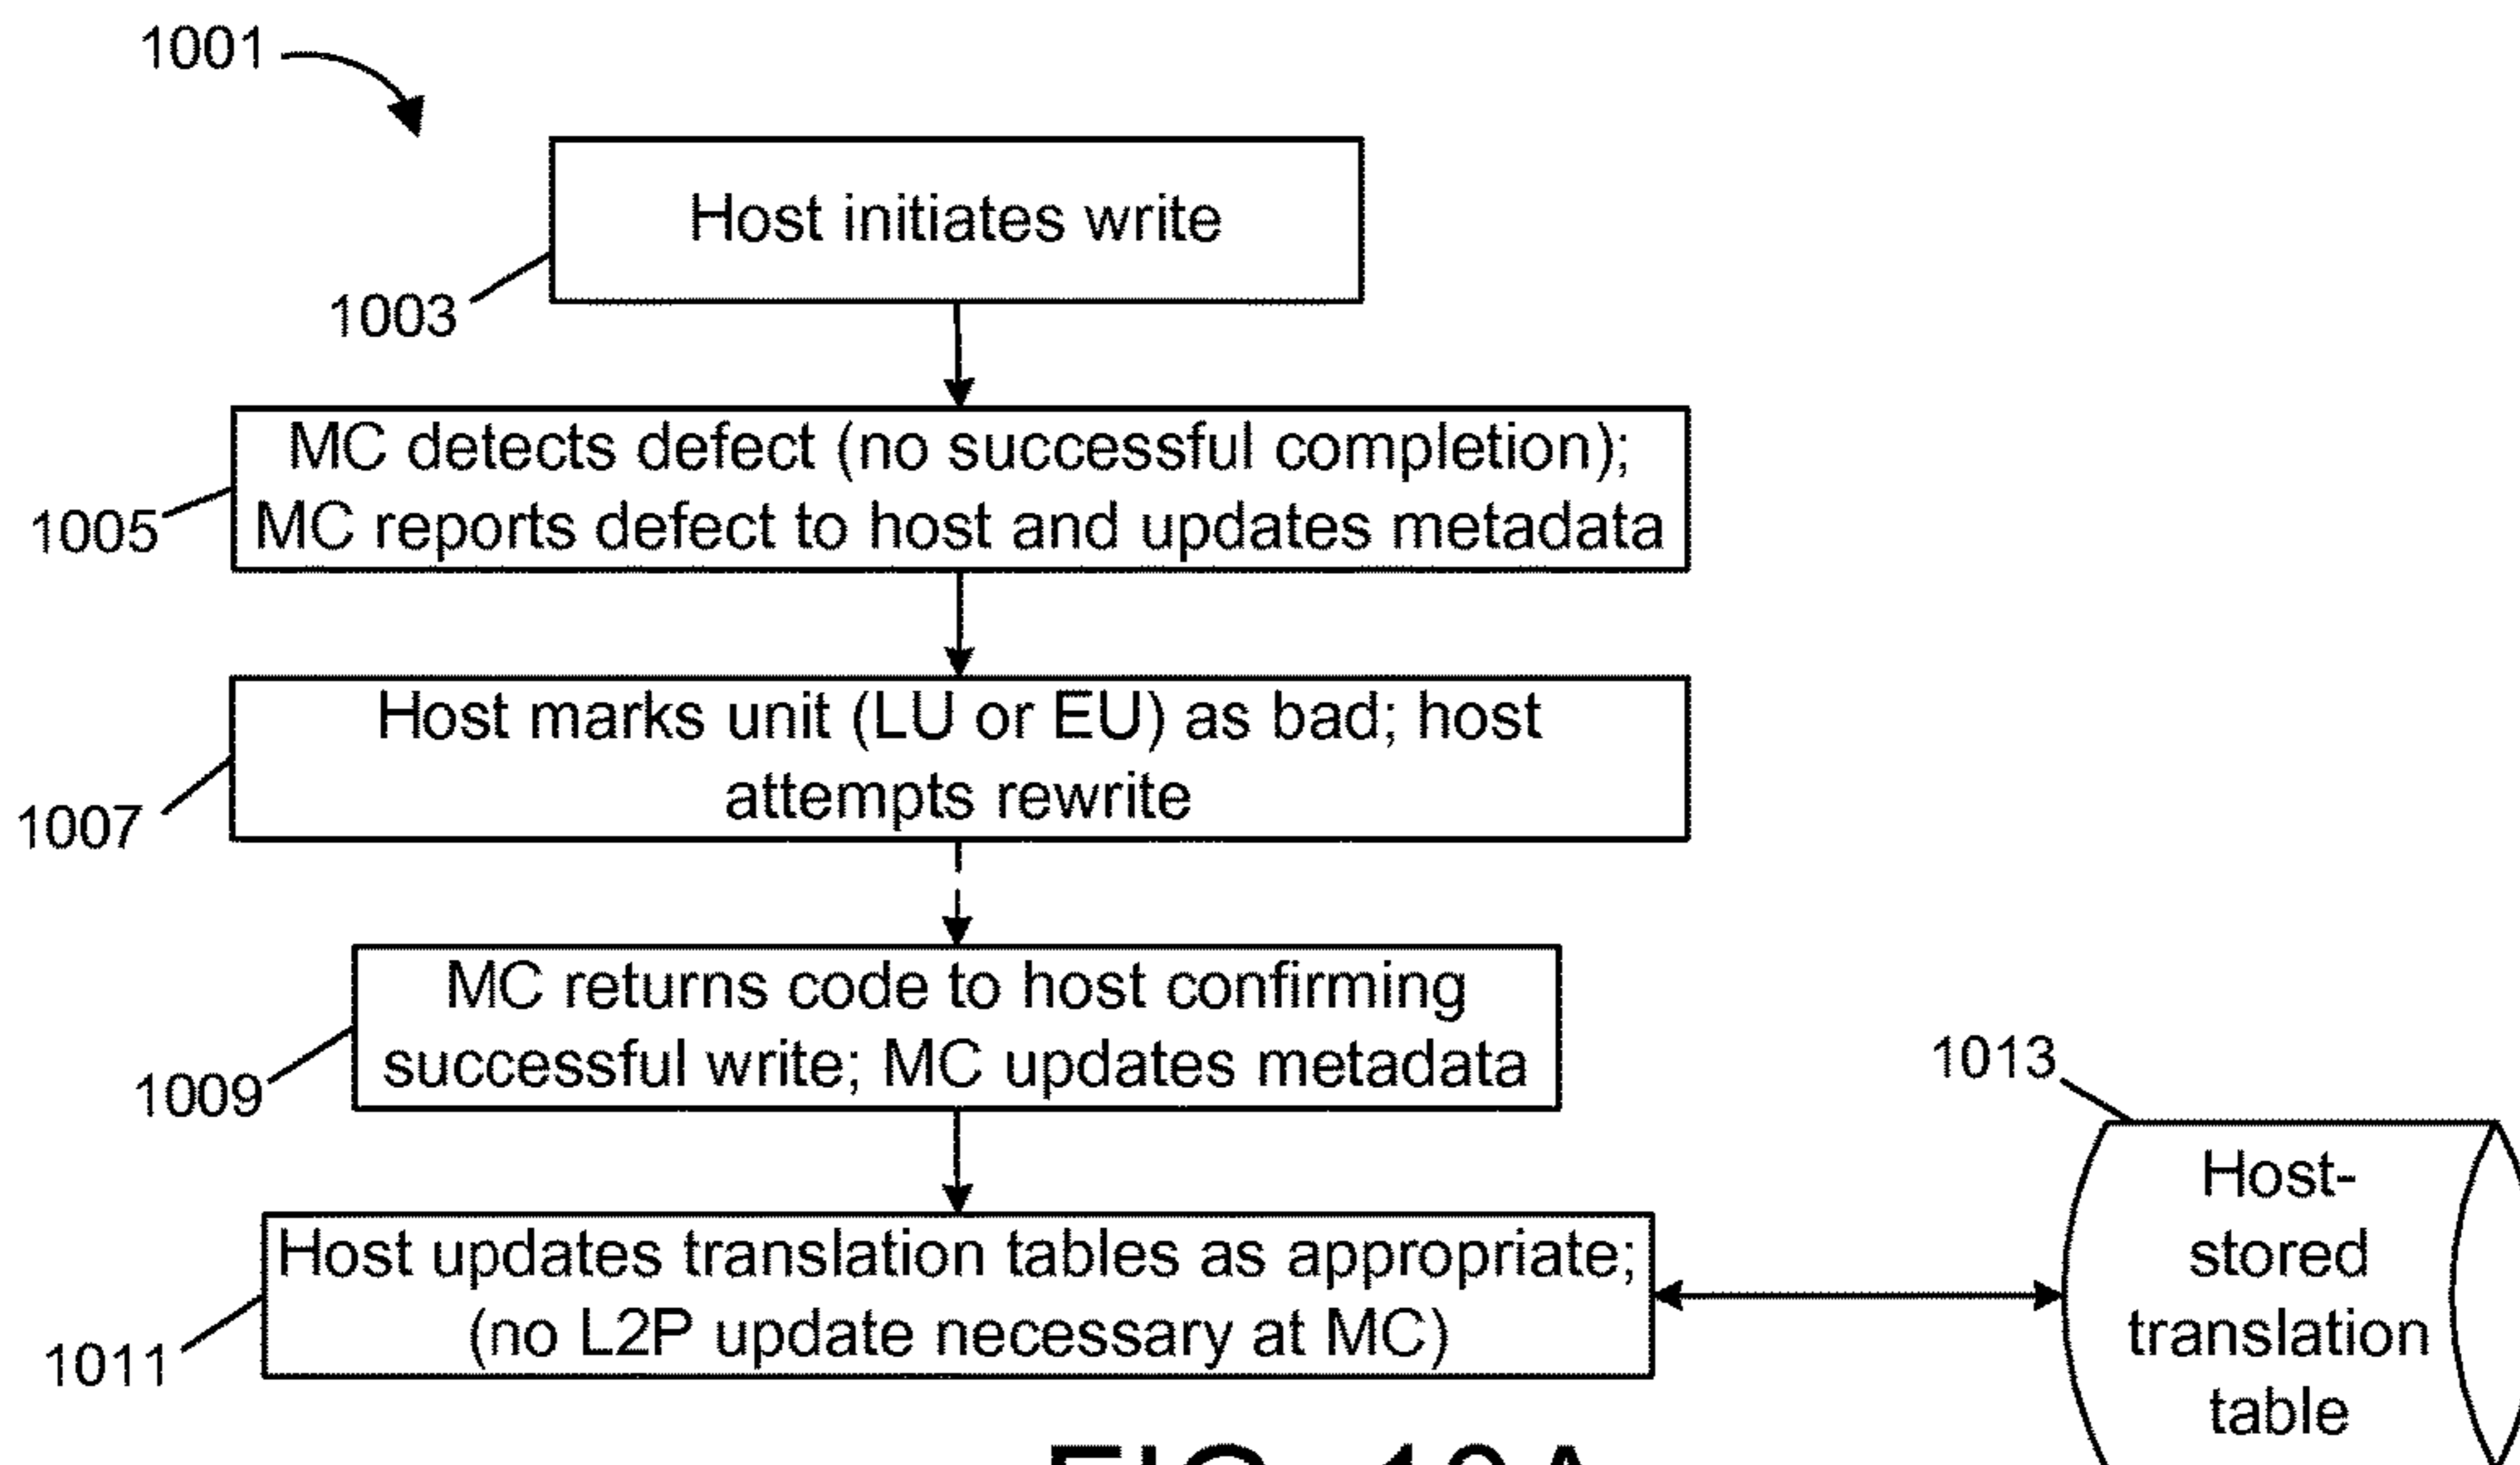 1001
Host initiates write
1003
MC detects defect (no successful completion);
MC reports defect to host and updates metadata
1005
Host marks unit (LU or EU) as bad; host
attempts rewrite
1007
MC returns code to host confirming
successful write; MC updates metadata
1009
1013
Host-
stored
translation
table
Host updates translation tables as appropriate;
(no L2P update necessary at MC)
1011